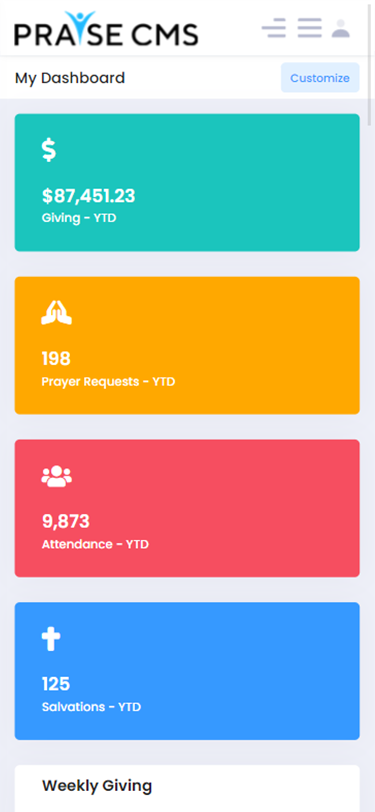 PRAISE CMS
My Dashboard
Customize
$87,451.23
Giving - YTD
198
Prayer Requests - YTD
9,873
Attendance - YTD
125
Salvations - YTD
Weekly Giving